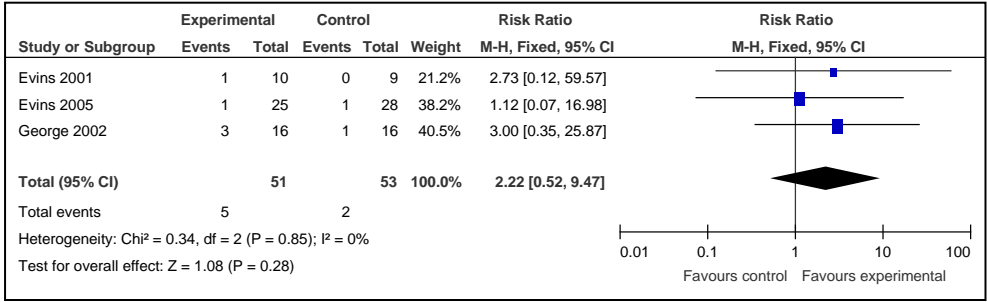 Experimental Control Risk Ratio Risk Ratio
Study or Subgroup Events Total Events Total Weight M-H, Fixed, 95% CI M-H, Fixed, 95% CI
Evins 2001 1 10 0 9 21.2% 2.73 [0.12, 59.57]
Evins 2005 1 25 1 28 38.2% 1.12 [0.07, 16.98]
George 2002 3 16 1 16 40.5% 3.00 [0.35, 25.87]
Total (95% CI) 51 53 100.0% 2.22 [0.52, 9.47]
Total events 5 2
Heterogeneity: Chi² = 0.34, df = 2 (P = 0.85); I² = 0%
Test for overall effect: Z = 1.08 (P = 0.28)
0.01 0.1 1 10 100
Favours control Favours experimental